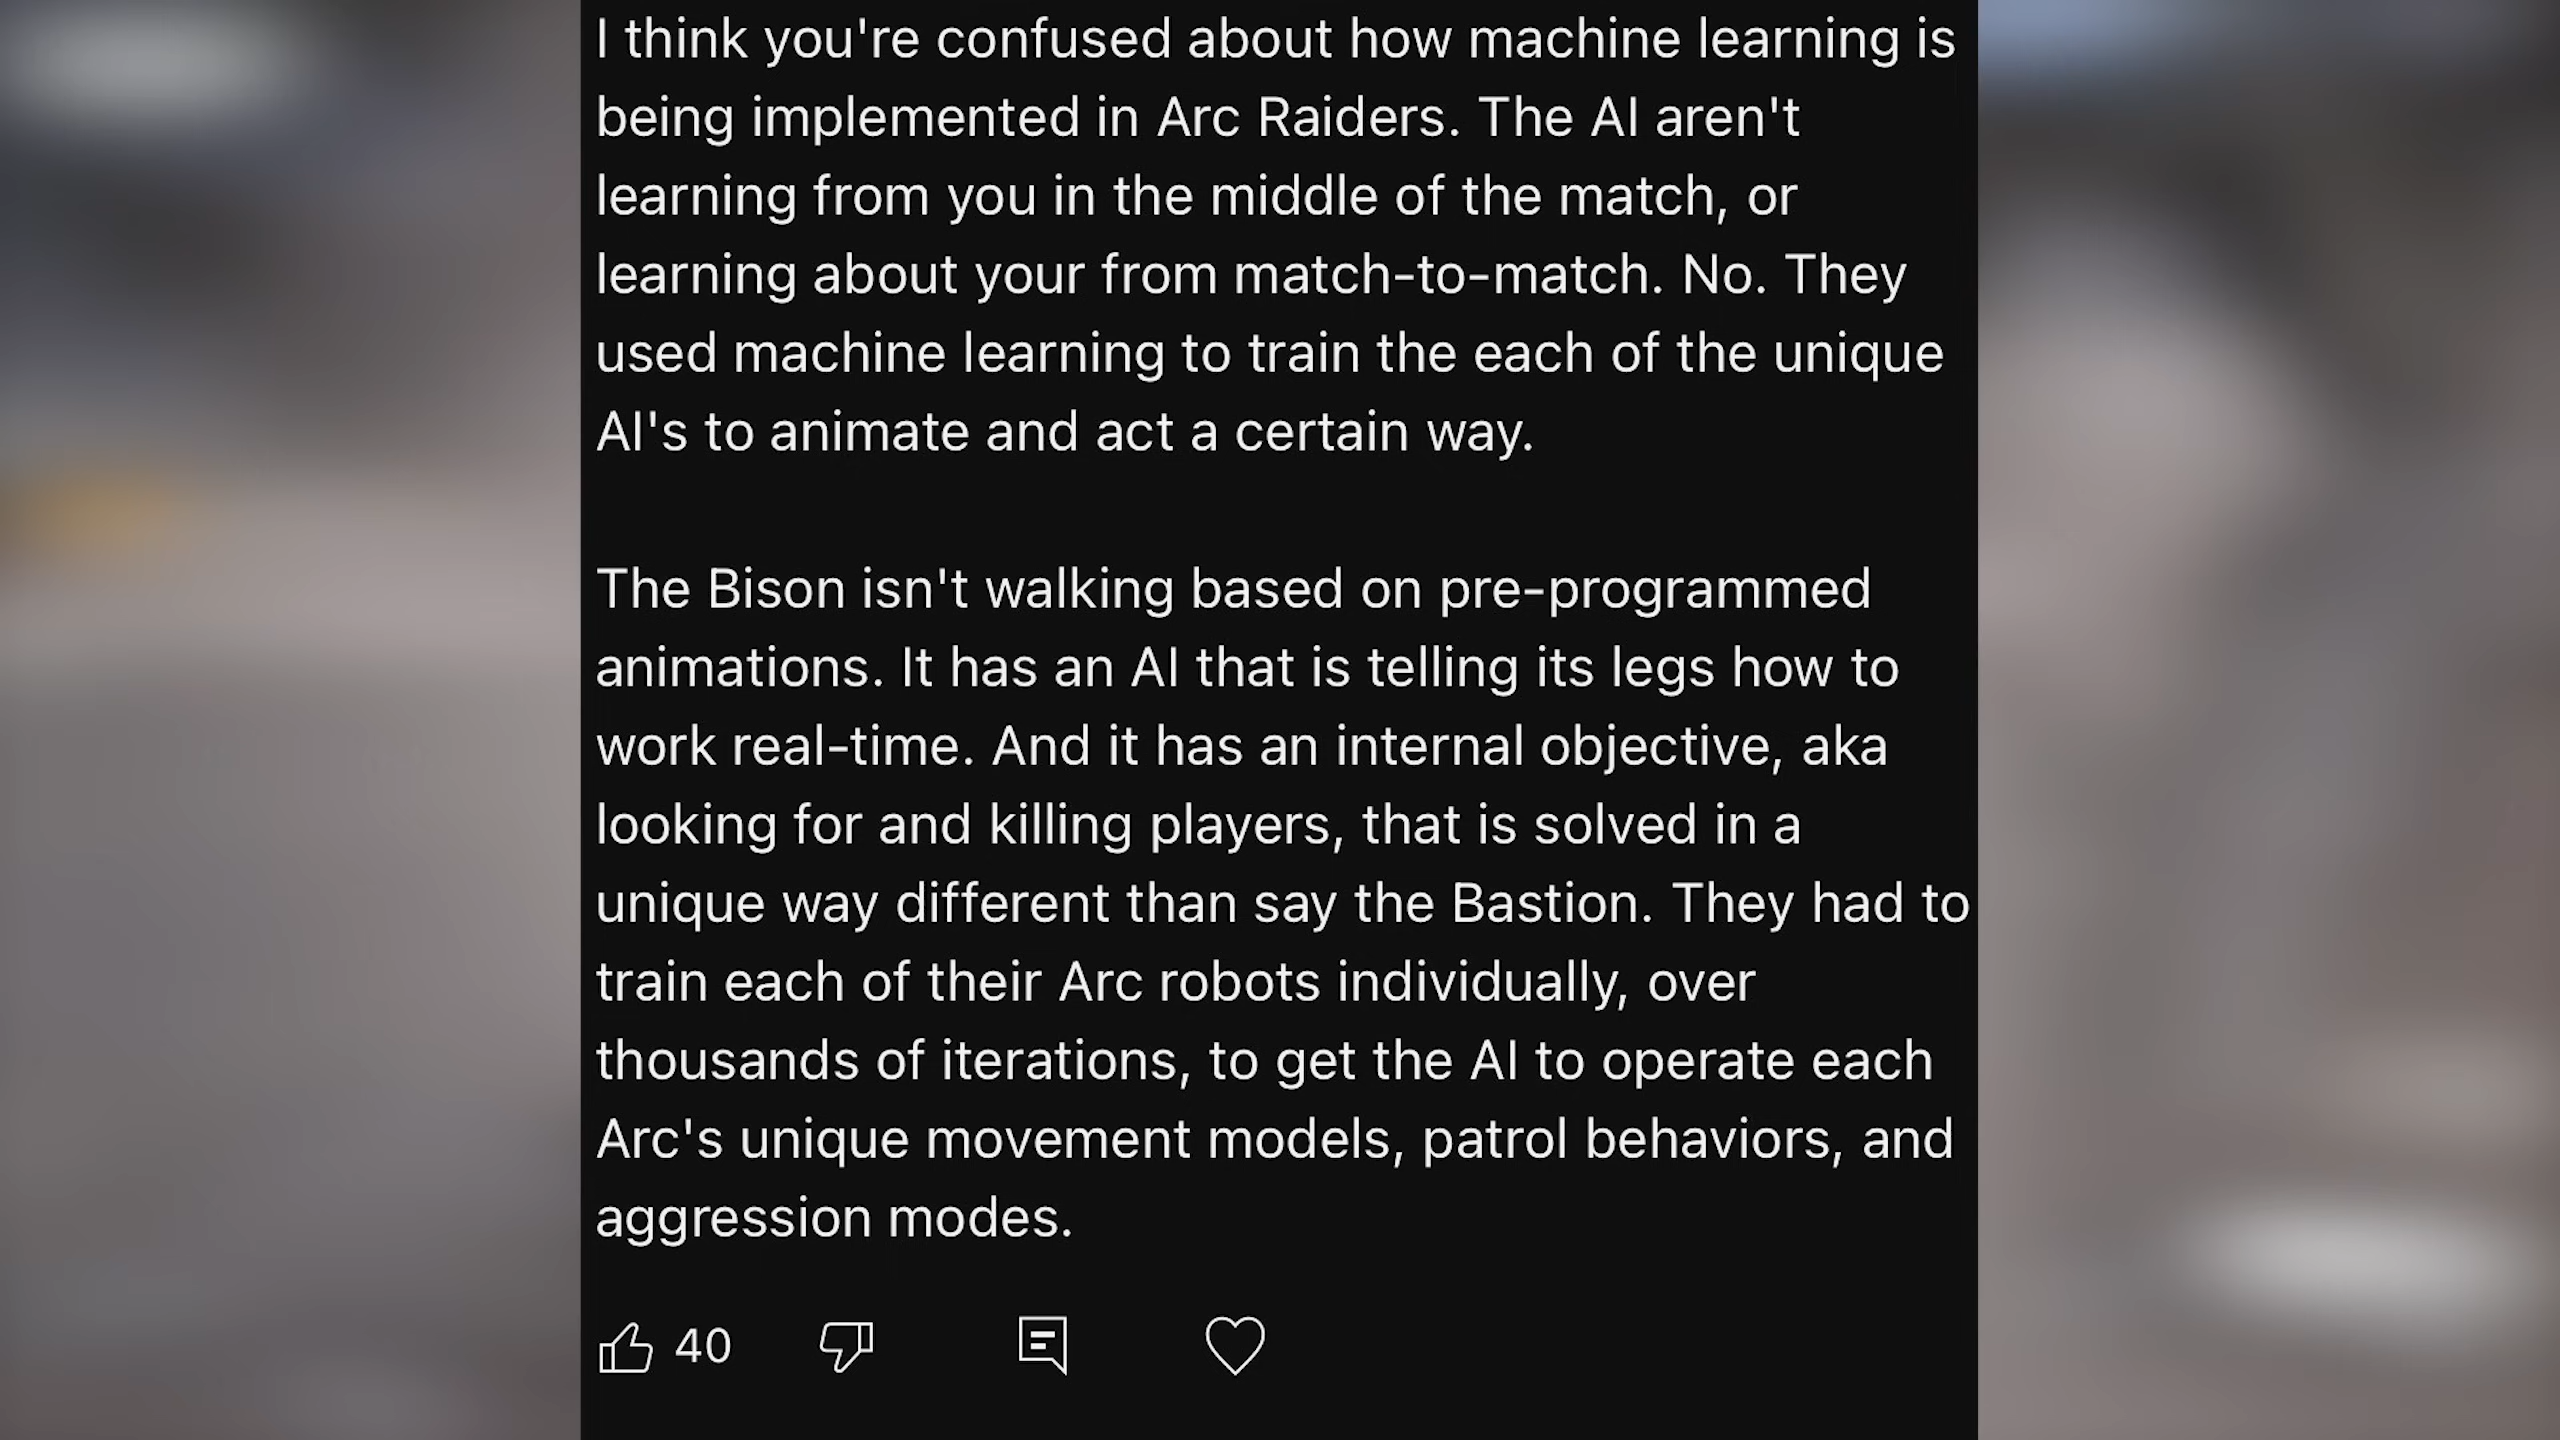 I think you're confused about how machine learning is
being implemented in Arc Raiders. The AI aren't
learning from you in the middle of the match, or
learning about your from match-to-match. No. They
used machine learning to train the each of the unique
AI's to animate and act a certain way.
The Bison isn't walking based on pre-programmed
animations. It has an AI that is telling its legs how to
work real-time. And it has an internal objective, aka
looking for and killing players, that is solved in a
unique way different than say the Bastion. They had to
train each of their Arc robots individually, over
thousands of iterations, to get the AI to operate each
Arc's unique movement models, patrol behaviors, and
aggression modes.
40